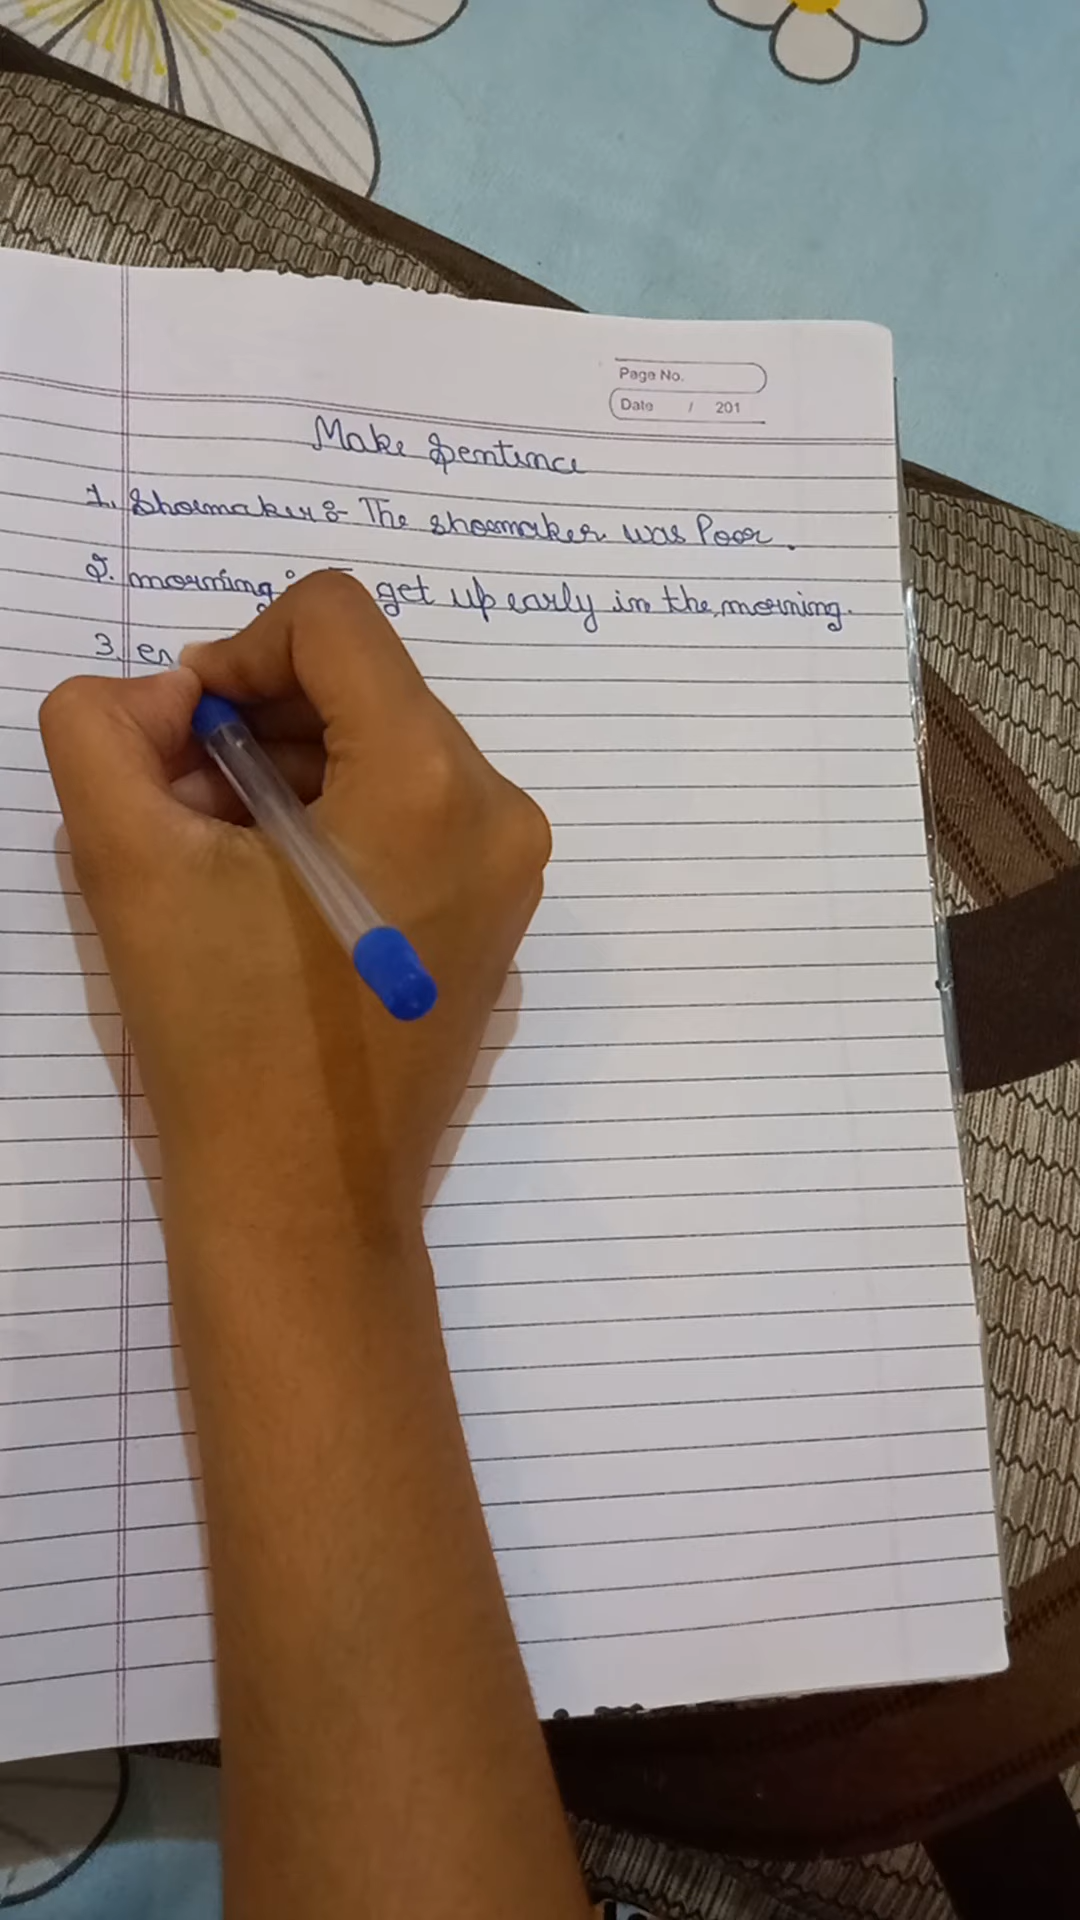 Page No.
Date / 201
Make Sentence
1. Shoemaker :- The shoemaker was Poor.
2. morning : get up early in the morning.
3. en